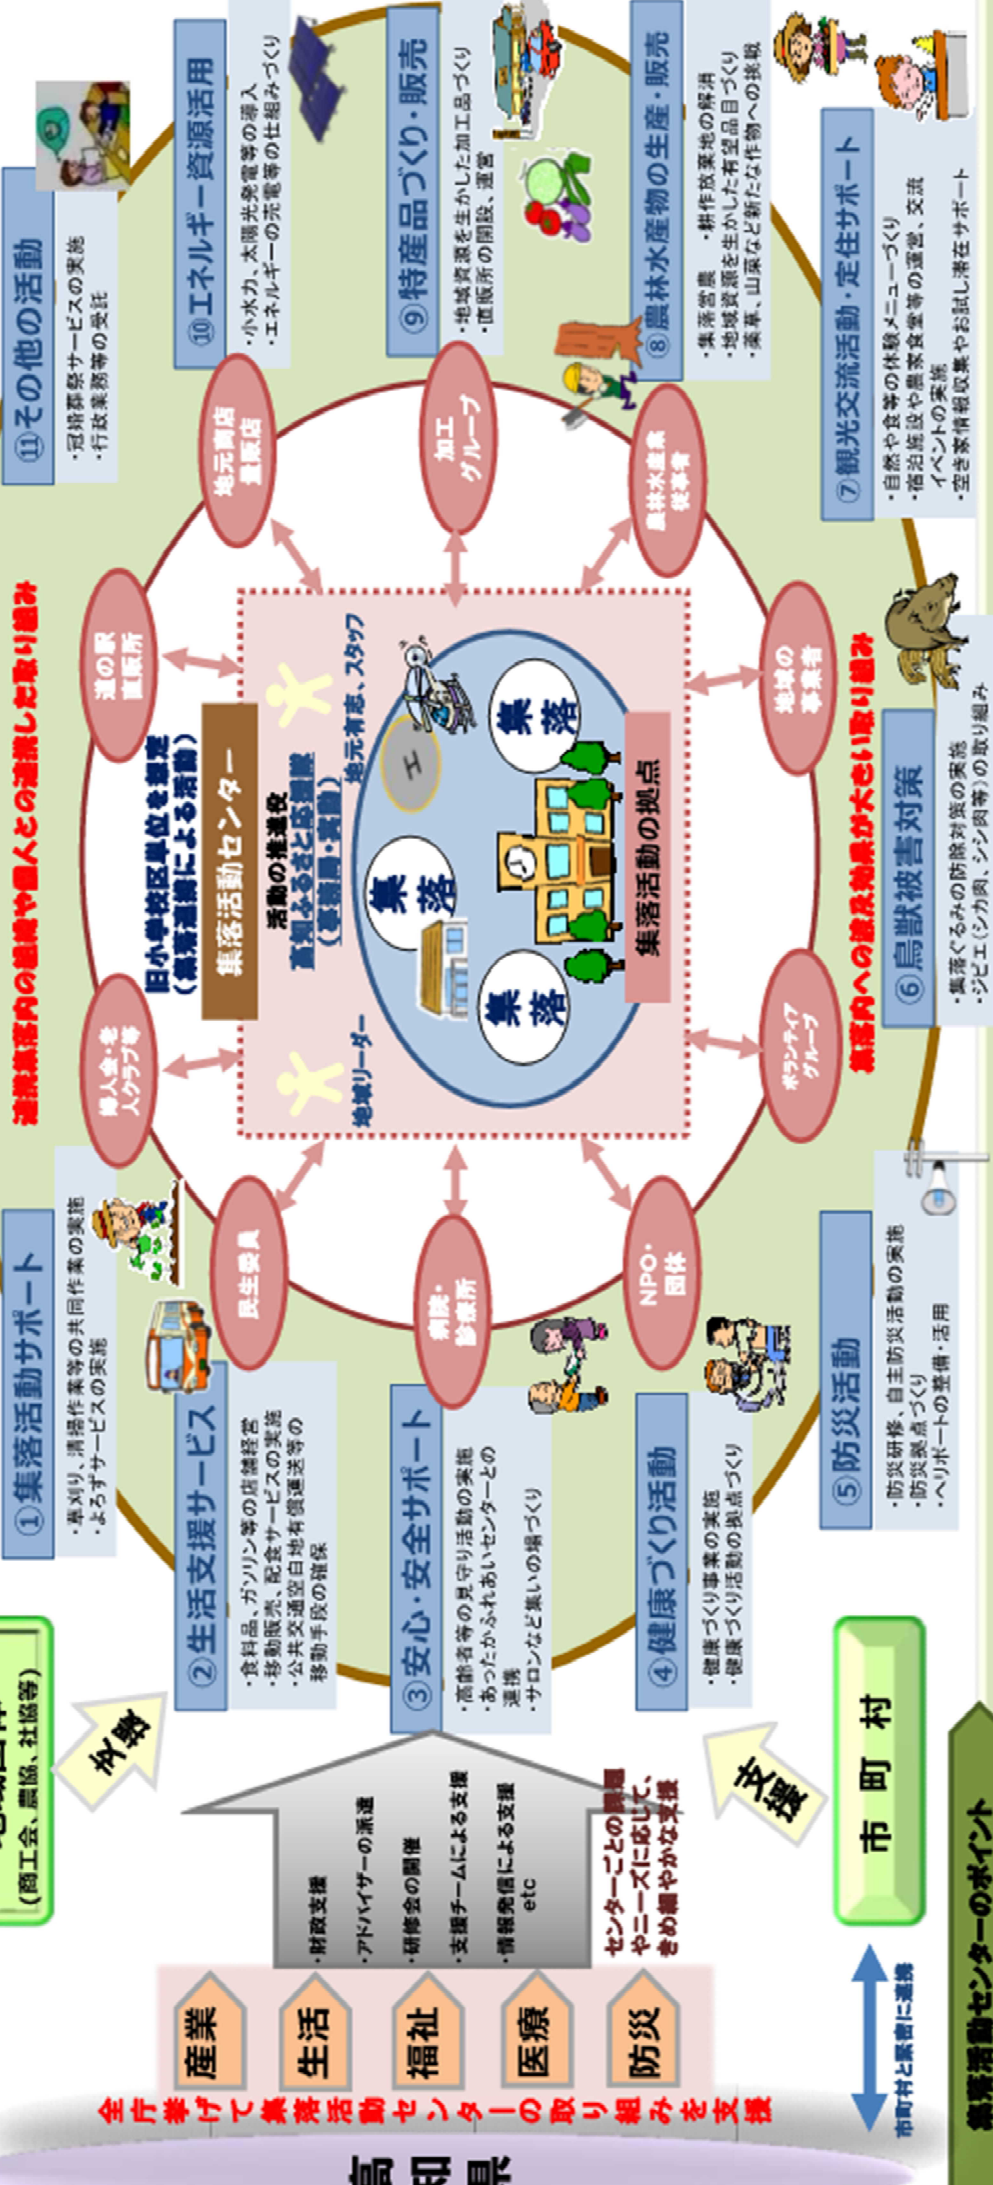 高知県
全庁挙げて集落活動センターの取り組みを支援
産業
生活
福祉
医療
防災
・財政支援
・アドバイザーの派遣
・研修会の開催
・支援チームによる支援
・情報発信による支援
etc
センターごとの課題
やニーズに応じて、
きめ細やかな支援
市町村と緊密に連携
(商工会、農協、社協等)
支援
市町村
支援
連携集落内の組織や個人との連携した取り組み
①集落活動サポート
・草刈り、清掃作業等の共同作業の実施
・よろずサービスの実施
②生活支援サービス
・食料品、ガソリン等の店舗経営
・移動販売、配食サービスの実施
・公共交通空白地有償運送等の
移動手段の確保
③安心・安全サポート
・高齢者等の見守り活動の実施
・あったかふれあいセンターとの
連携
・サロンなど集いの場づくり
④健康づくり活動
・健康づくり事業の実施
・健康づくり活動の拠点づくり
⑤防災活動
・防災研修、自主防災活動の実施
・防災拠点づくり
・ヘリポートの整備・活用
⑥鳥獣被害対策
・集落ぐるみの防除対策の実施
・ジビエ(シカ肉、シシ肉等)の取り組み
⑦観光交流活動・定住サポート
・自然や食等の体験メニューづくり
・宿泊施設や農家食堂等の運営、交流
イベントの実施
・空き家情報収集やお試し滞在サポート
⑧農林水産物の生産・販売
・集落営農　・耕作放棄地の解消
・地域資源を生かした有望品目づくり
・薬草、山菜など新たな作物への挑戦
⑨特産品づくり・販売
・地域資源を生かした加工品づくり
・直販所の開設、運営
⑩エネルギー資源活用
・小水力、太陽光発電等の導入
・エネルギーの売電等の仕組みづくり
⑪その他の活動
・冠婚葬祭サービスの実施
・行政業務等の受託
婦人会・老
人クラブ等
道の駅
直販所
民生委員
病院・
診療所
NPO・
団体
ボランティア
グループ
地域の
事業者
農林水産業
従事者
加工
グループ
地元商店
量販店
旧小学校区単位を想定
(集落連携による活動)
集落活動センター
活動の推進役
高知ふるさと応援隊
(事務局・実動)
地域リーダー
地元有志、スタッフ
集落
集落
集落
H
集落活動の拠点
集落内への波及効果が大きい取り組み
集落活動センターのポイント